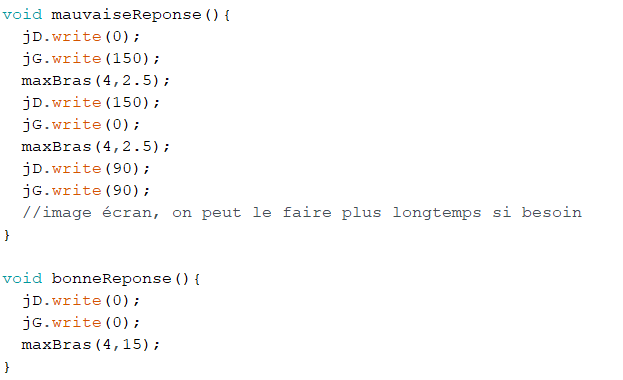 void mauvaiseReponse(){
  jD.write(0);
  jG.write(150);
  maxBras(4,2.5);
  jD.write(150);
  jG.write(0);
  maxBras(4,2.5);
  jD.write(90);
  jG.write(90);
  //image écran, on peut le faire plus longtemps si besoin
}

void bonneReponse(){
  jD.write(0);
  jG.write(0);
  maxBras(4,15);
}